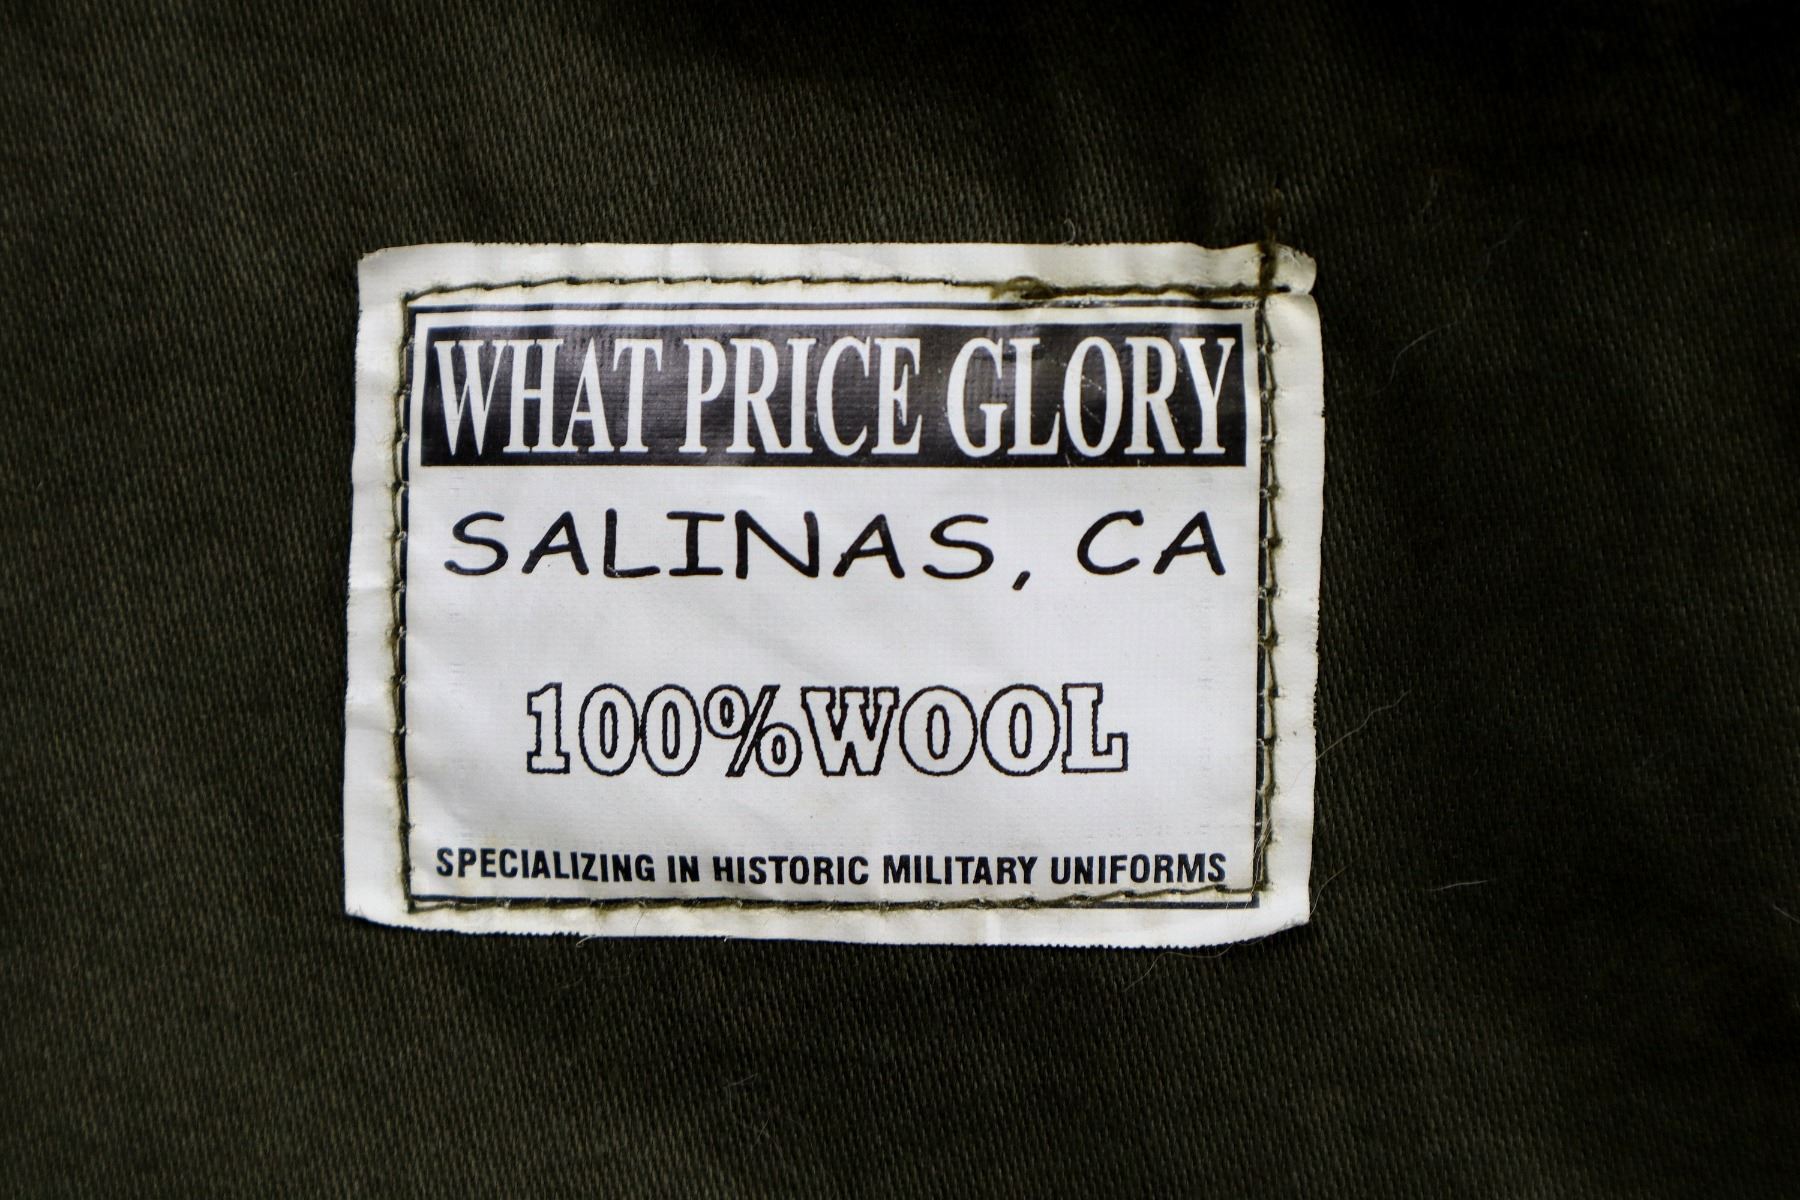 WHAT PRICE GLORY
SALINAS, CA
100% WOOL
SPECIALIZING IN HISTORIC MILITARY UNIFORMS